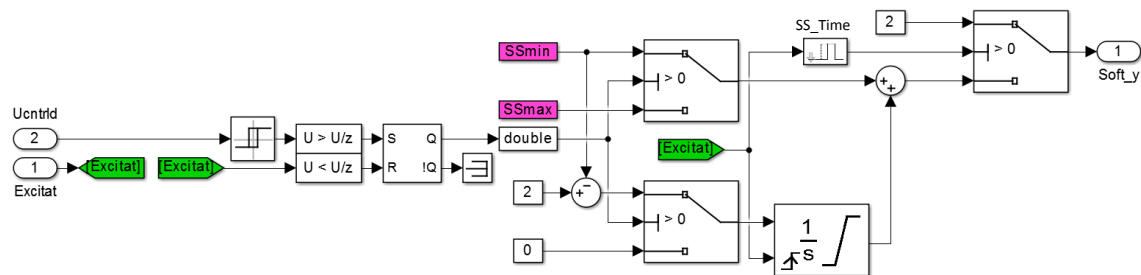 SS_Time
2
SSmin
> 0
> 0
1
Soft_y
SSmax
Ucntrld
2
U > U/z
S
Q
double
[Excitat]
1
[Excitat]
[Excitat]
U < U/z
R
!Q
Excitat
2
> 0
1
s
0